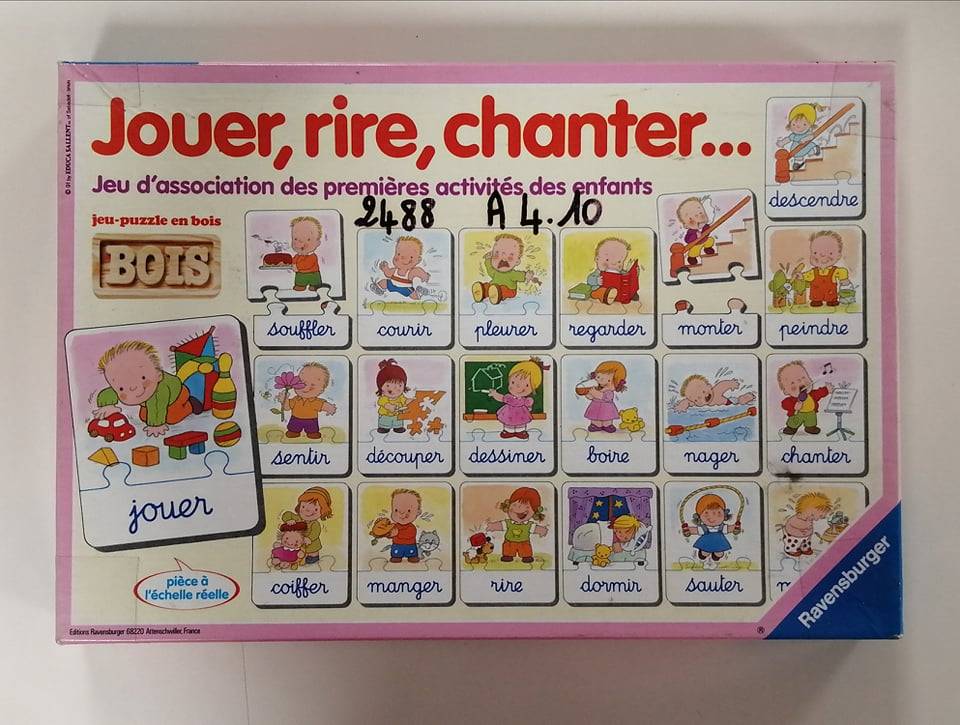 Jouer, rire, chanter...
Jeu d'association des premières activités des enfants
2488 A 4.10
jeu-puzzle en bois
BOIS
descendre
souffler
courir
pleurer
regarder
monter
peindre
jouer
sentir
découper
dessiner
boire
nager
chanter
coiffer
manger
rire
dormir
sauter
pièce à
l'échelle réelle
Editions Ravensburger 68220 Attenschwiller, France
®
Ravensburger